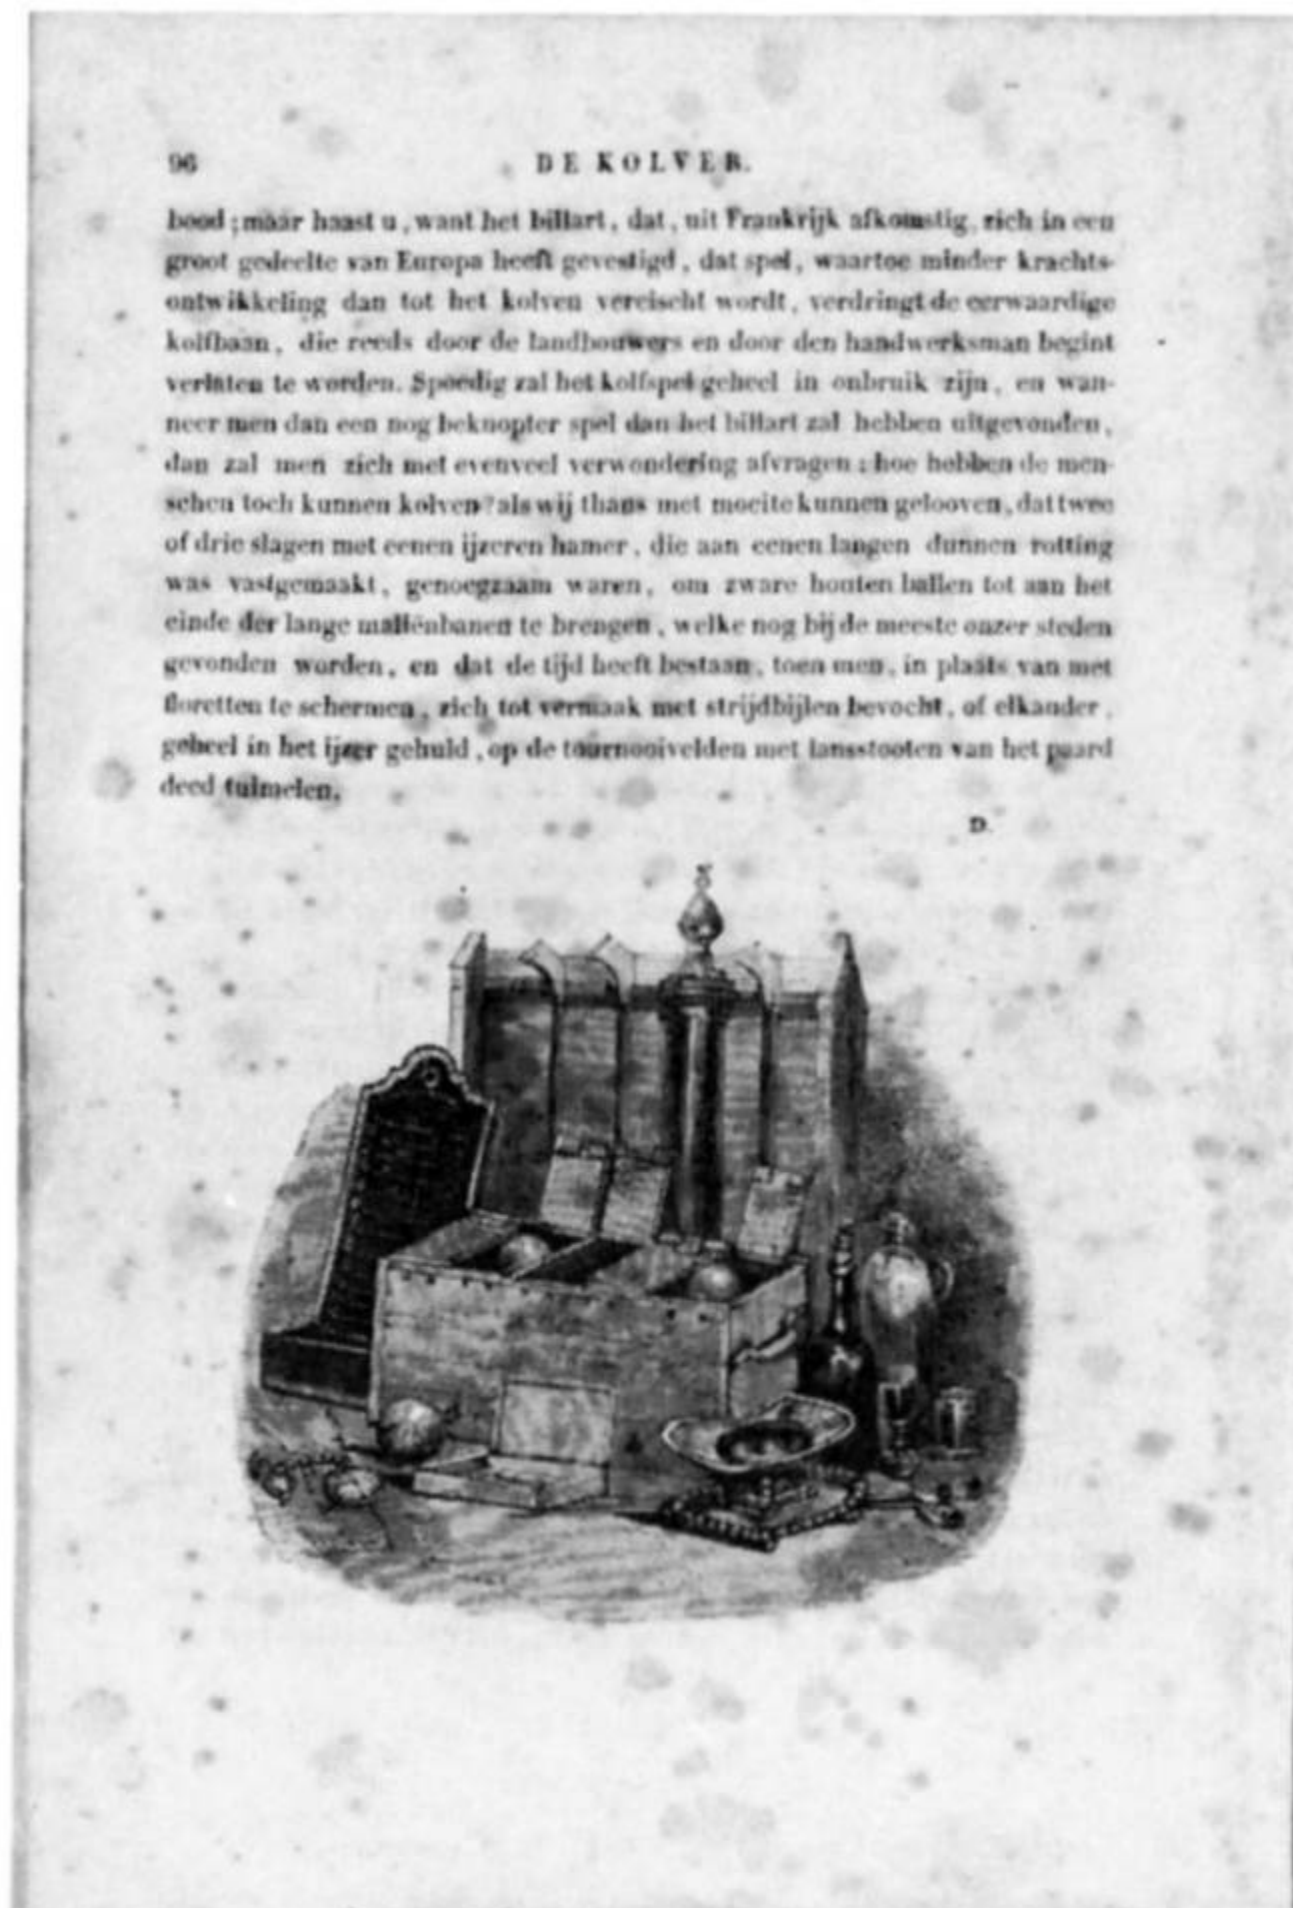 96
DE KOLVER.
bood; maar haast u, want het billart, dat, uit Frankrijk afkomstig, zich in een
groot gedeelte van Europa heeft gevestigd, dat spel, waartoe minder krachts-
ontwikkeling dan tot het kolven vereischt wordt, verdringt de eerwaardige
kolfbaan, die reeds door de landbouwers en door den handwerksman begint
verlaten te worden. Spoedig zal het kolfspel geheel in onbruik zijn, en wan-
neer men dan een nog beknopter spel dan het billart zal hebben uitgevonden,
dan zal men zich met evenveel verwondering afvragen: hoe hebben de men-
schen toch kunnen kolven? als wij thans met moeite kunnen gelooven, dat twee
of drie slagen met eenen ijzeren hamer, die aan eenen langen dunnen rotting
was vastgemaakt, genoegzaam waren, om zware houten ballen tot aan het
einde der lange maliënbanen te brengen, welke nog bij de meeste onzer steden
gevonden worden, en dat de tijd heeft bestaan, toen men, in plaats van met
floretten te schermen, zich tot vermaak met strijdbijlen bevocht, of elkander,
geheel in het ijzer gehuld, op de tournooivelden met lansstooten van het paard
deed tuimelen.
D.